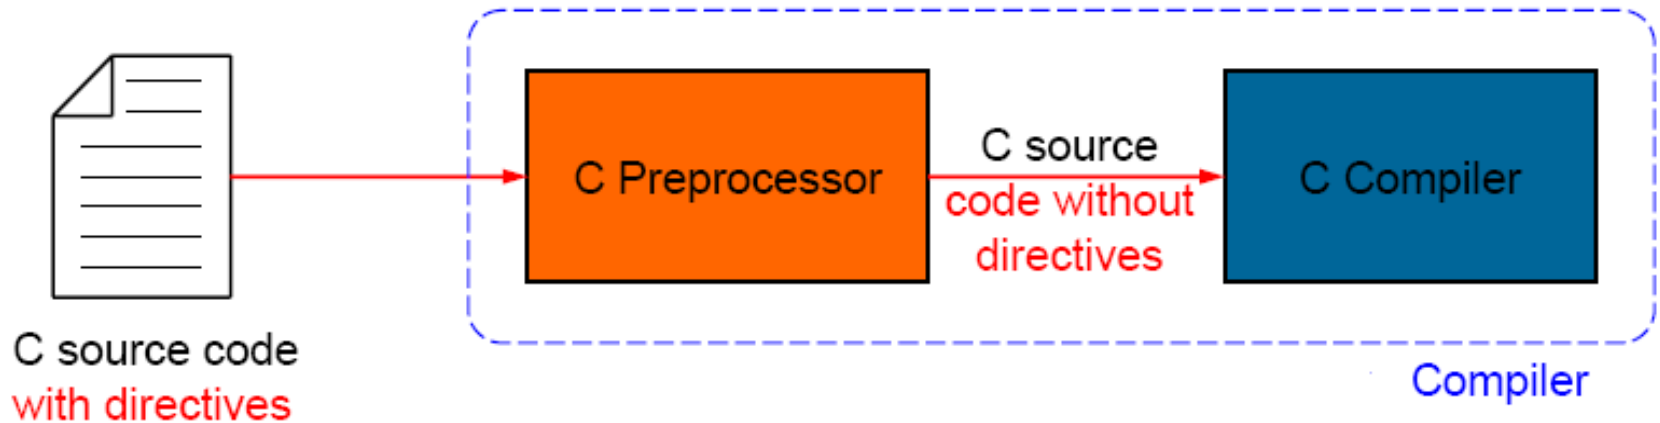 C source code
with directives
C Preprocessor
C source
code without
directives
C Compiler
Compiler